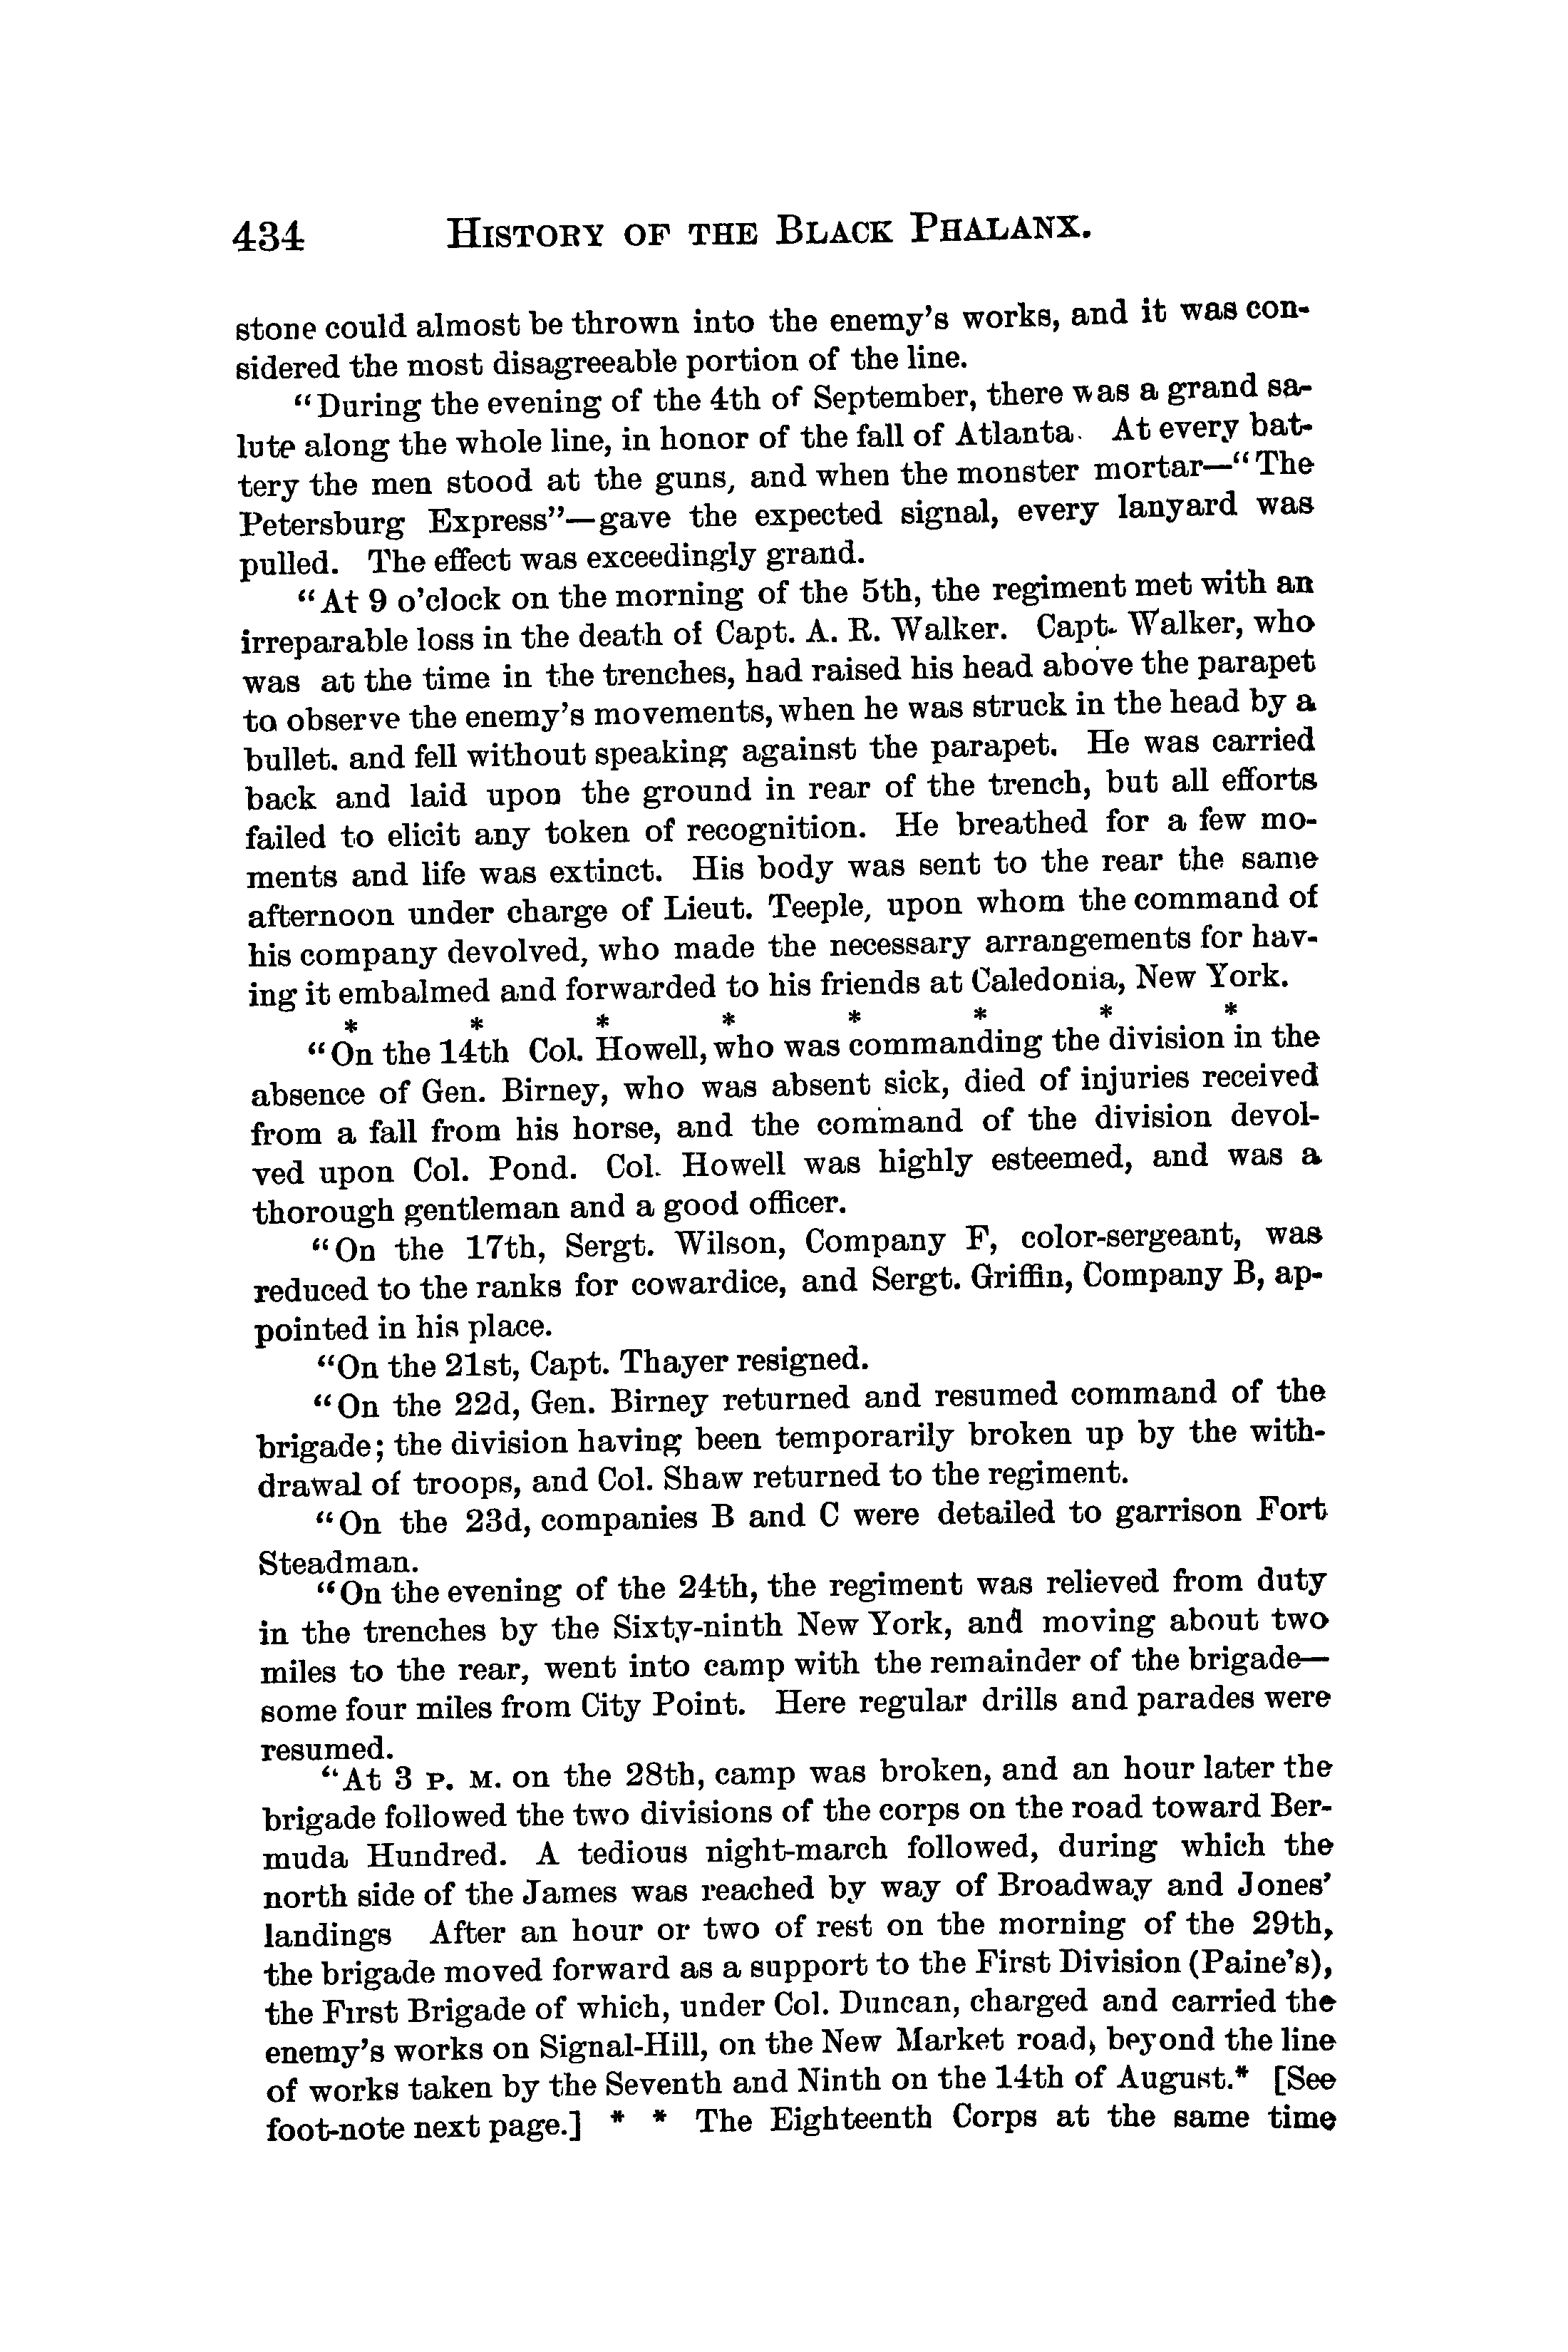 434 HISTORY OF THE BLACK PHALANX.
stone could almost be thrown into the enemy's works, and it was con-
sidered the most disagreeable portion of the line.
“During the evening of the 4th of September, there was a grand sa-
lute along the whole line, in honor of the fall of Atlanta. At every bat-
tery the men stood at the guns, and when the monster mortar—“The
Petersburg Express”—gave the expected signal, every lanyard was
pulled. The effect was exceedingly grand.
“At 9 o'clock on the morning of the 5th, the regiment met with an
irreparable loss in the death of Capt. A. R. Walker. Capt. Walker, who
was at the time in the trenches, had raised his head above the parapet
to observe the enemy's movements, when he was struck in the head by a
bullet. and fell without speaking against the parapet. He was carried
back and laid upon the ground in rear of the trench, but all efforts
failed to elicit any token of recognition. He breathed for a few mo-
ments and life was extinct. His body was sent to the rear the same
afternoon under charge of Lieut. Teeple, upon whom the command of
his company devolved, who made the necessary arrangements for hav-
ing it embalmed and forwarded to his friends at Caledonia, New York.
* * * * * * * *
“On the 14th Col. Howell, who was commanding the division in the
absence of Gen. Birney, who was absent sick, died of injuries received
from a fall from his horse, and the command of the division devol-
ved upon Col. Pond. Col. Howell was highly esteemed, and was a
thorough gentleman and a good officer.
“On the 17th, Sergt. Wilson, Company F, color-sergeant, was
reduced to the ranks for cowardice, and Sergt. Griffin, Company B, ap-
pointed in his place.
“On the 21st, Capt. Thayer resigned.
“On the 22d, Gen. Birney returned and resumed command of the
brigade; the division having been temporarily broken up by the with-
drawal of troops, and Col. Shaw returned to the regiment.
“On the 23d, companies B and C were detailed to garrison Fort
Steadman.
“On the evening of the 24th, the regiment was relieved from duty
in the trenches by the Sixty-ninth New York, and moving about two
miles to the rear, went into camp with the remainder of the brigade—
some four miles from City Point. Here regular drills and parades were
resumed.
“At 3 P. M. on the 28th, camp was broken, and an hour later the
brigade followed the two divisions of the corps on the road toward Ber-
muda Hundred. A tedious night-march followed, during which the
north side of the James was reached by way of Broadway and Jones'
landings After an hour or two of rest on the morning of the 29th,
the brigade moved forward as a support to the First Division (Paine's),
the First Brigade of which, under Col. Duncan, charged and carried the
enemy's works on Signal-Hill, on the New Market road, beyond the line
of works taken by the Seventh and Ninth on the 14th of August.* [See
foot-note next page.] * * The Eighteenth Corps at the same time